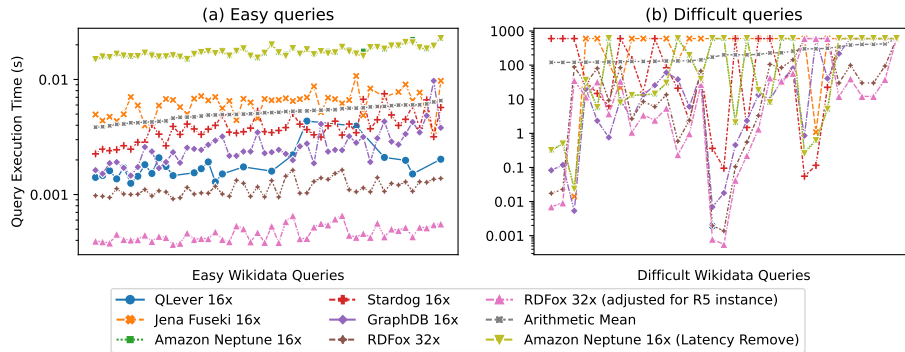 (a) Easy queries
(b) Difficult queries
Query Execution Time (s)
0.01
0.001
1000
100
10
1
0.1
0.01
0.001
Easy Wikidata Queries
Difficult Wikidata Queries
QLever 16x
Jena Fuseki 16x
Amazon Neptune 16x
Stardog 16x
GraphDB 16x
RDFox 32x
RDFox 32x (adjusted for R5 instance)
Arithmetic Mean
Amazon Neptune 16x (Latency Remove)